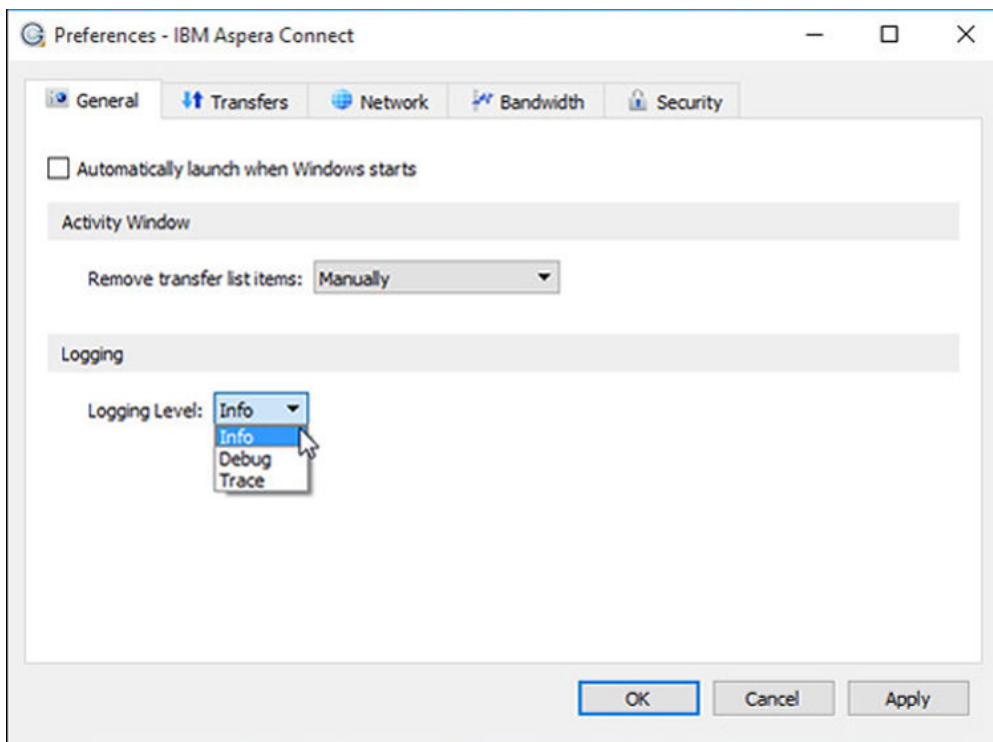 Preferences - IBM Aspera Connect
General Transfers Network Bandwidth Security
Automatically launch when Windows starts
Activity Window
Remove transfer list items: Manually
Logging
Logging Level: Info
Info
Debug
Trace
OK Cancel Apply